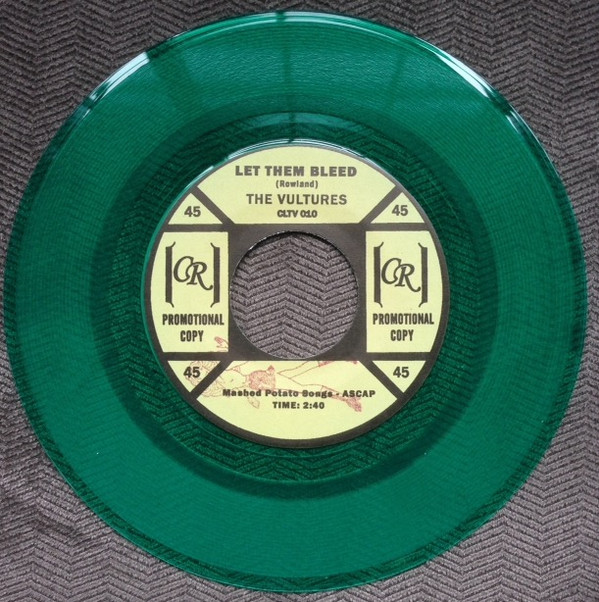 LET THEM BLEED
(Rowland)
THE VULTURES
CLTV 010
45
45
CR
CR
PROMOTIONAL
COPY
PROMOTIONAL
COPY
45
45
Mashed Potato Songs - ASCAP
TIME: 2:40